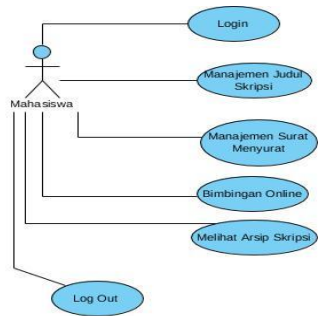 Login
Manajemen Judul
Skripsi
Mahasiswa
Manajemen Surat
Menyurat
Bimbingan Online
Melihat Arsip Skripsi
Log Out